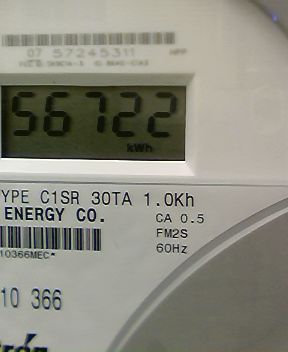 07 57245311
56722
kWh
YPE C1SR 30TA 1.0Kh
ENERGY CO.
CA 0.5
FM2S
60Hz
10366MEC*
10 366